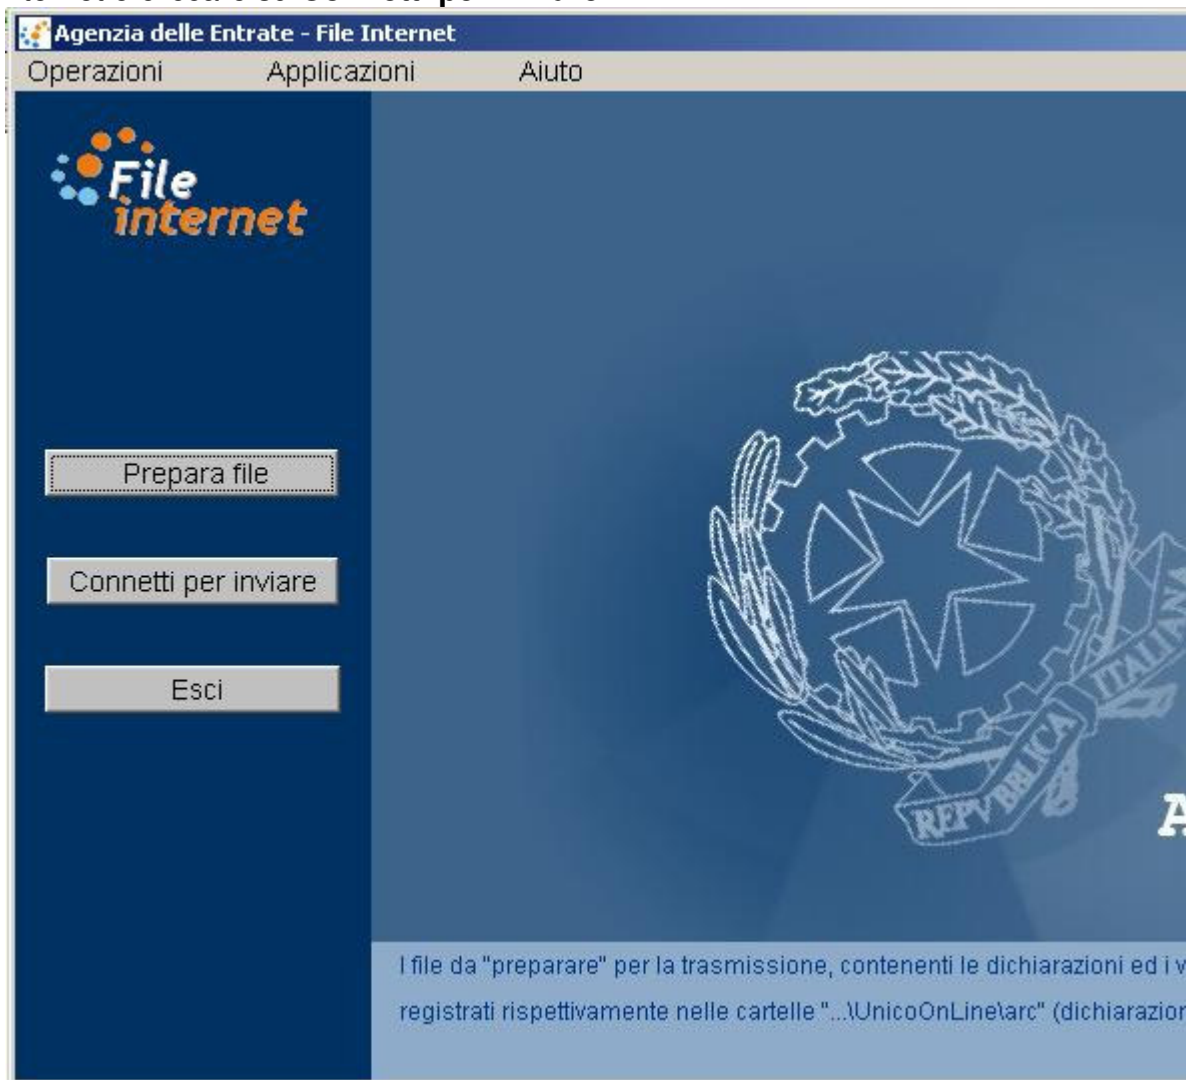 Agenzia delle Entrate - File Internet
Operazioni Applicazioni Aiuto
File
internet
Prepara file
Connetti per inviare
Esci
REPVBBLICA ITALIANA
A
I file da "preparare" per la trasmissione, contenenti le dichiarazioni ed i v
registrati rispettivamente nelle cartelle "...\UnicoOnLine\arc" (dichiarazion